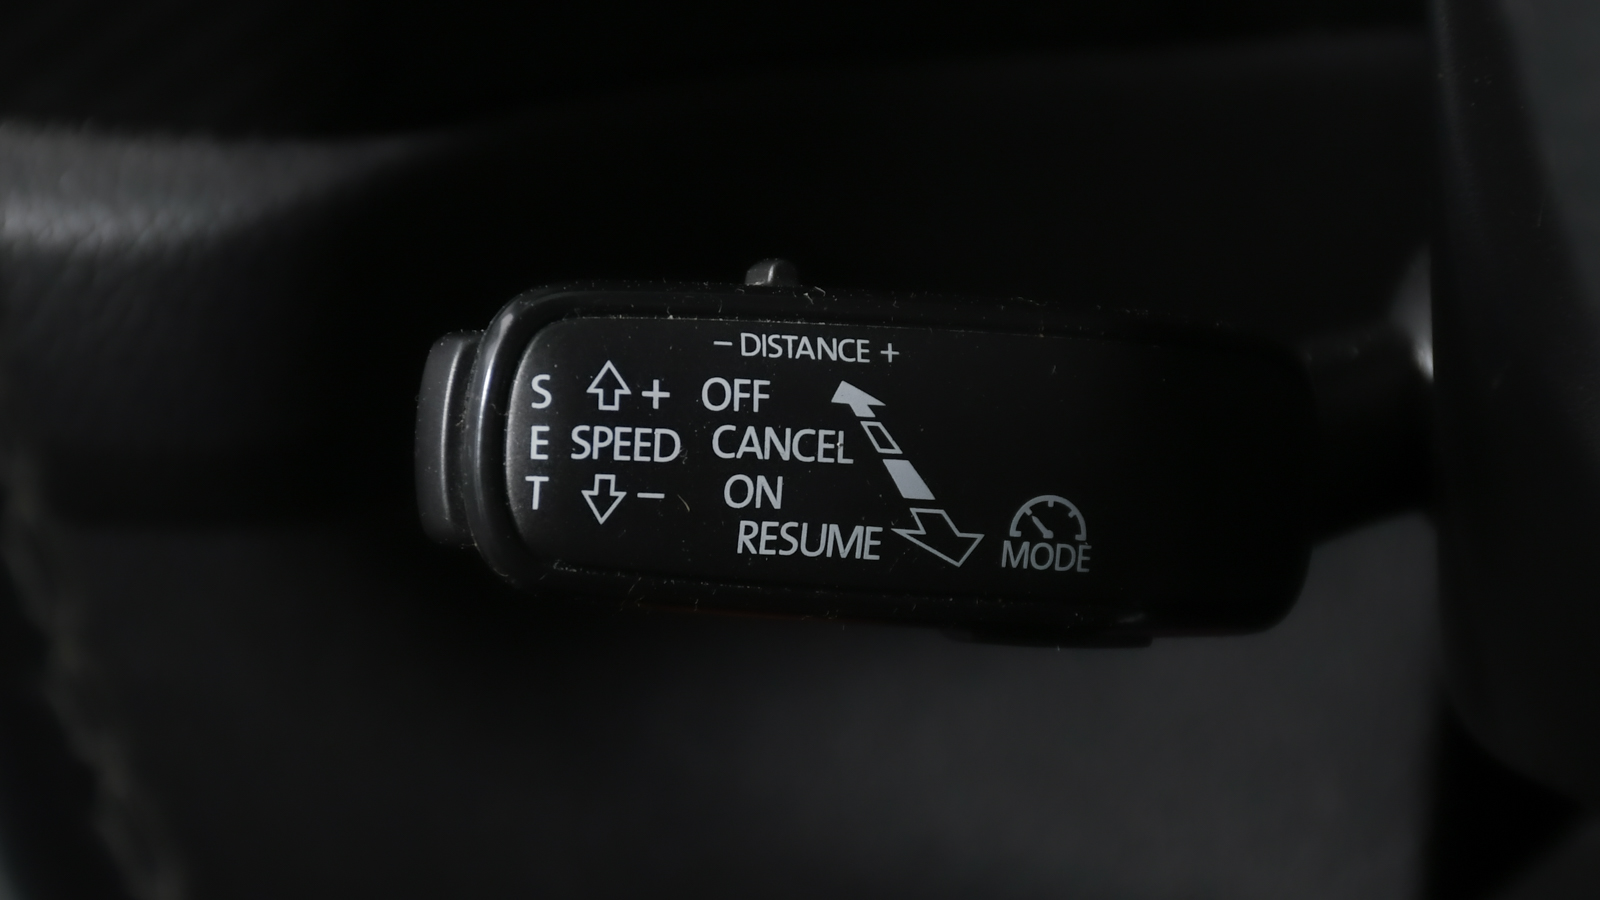 − DISTANCE +
S + OFF
E SPEED CANCEL
T − ON
RESUME
MODE